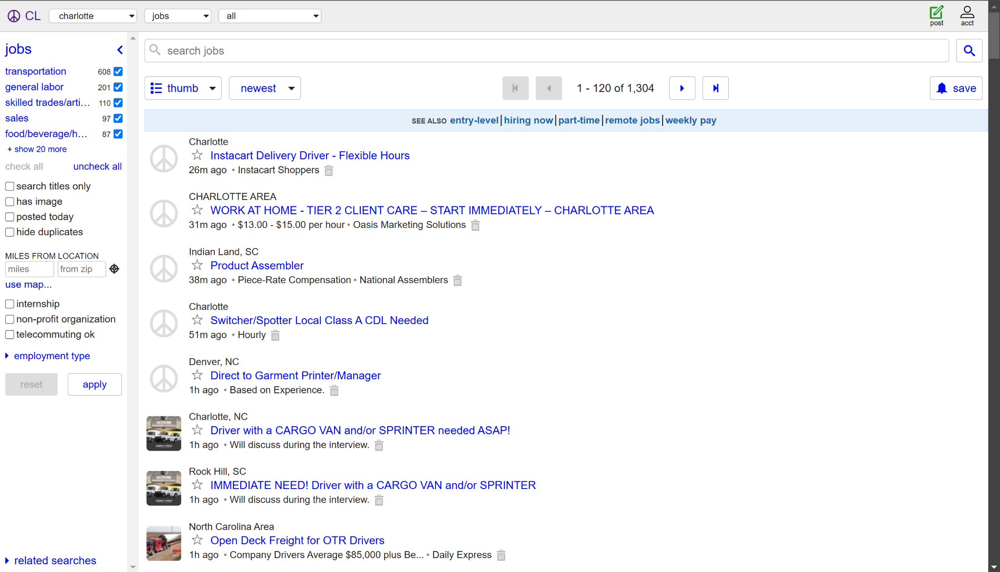 CL charlotte jobs all post acct
jobs
transportation 608
general labor 201
skilled trades/arti... 110
sales 97
food/beverage/h... 87
+ show 20 more
check all uncheck all
search titles only
has image
posted today
hide duplicates
MILES FROM LOCATION
miles from zip
use map...
internship
non-profit organization
telecommuting ok
employment type
reset apply
related searches
search jobs
thumb newest 1 - 120 of 1,304 save
SEE ALSO entry-level|hiring now|part-time|remote jobs|weekly pay
Charlotte
Instacart Delivery Driver - Flexible Hours
26m ago • Instacart Shoppers
CHARLOTTE AREA
WORK AT HOME - TIER 2 CLIENT CARE – START IMMEDIATELY – CHARLOTTE AREA
31m ago • $13.00 - $15.00 per hour • Oasis Marketing Solutions
Indian Land, SC
Product Assembler
38m ago • Piece-Rate Compensation • National Assemblers
Charlotte
Switcher/Spotter Local Class A CDL Needed
51m ago • Hourly
Denver, NC
Direct to Garment Printer/Manager
1h ago • Based on Experience.
Charlotte, NC
Driver with a CARGO VAN and/or SPRINTER needed ASAP!
1h ago • Will discuss during the interview.
Rock Hill, SC
IMMEDIATE NEED! Driver with a CARGO VAN and/or SPRINTER
1h ago • Will discuss during the interview.
North Carolina Area
Open Deck Freight for OTR Drivers
1h ago • Company Drivers Average $85,000 plus Be... • Daily Express